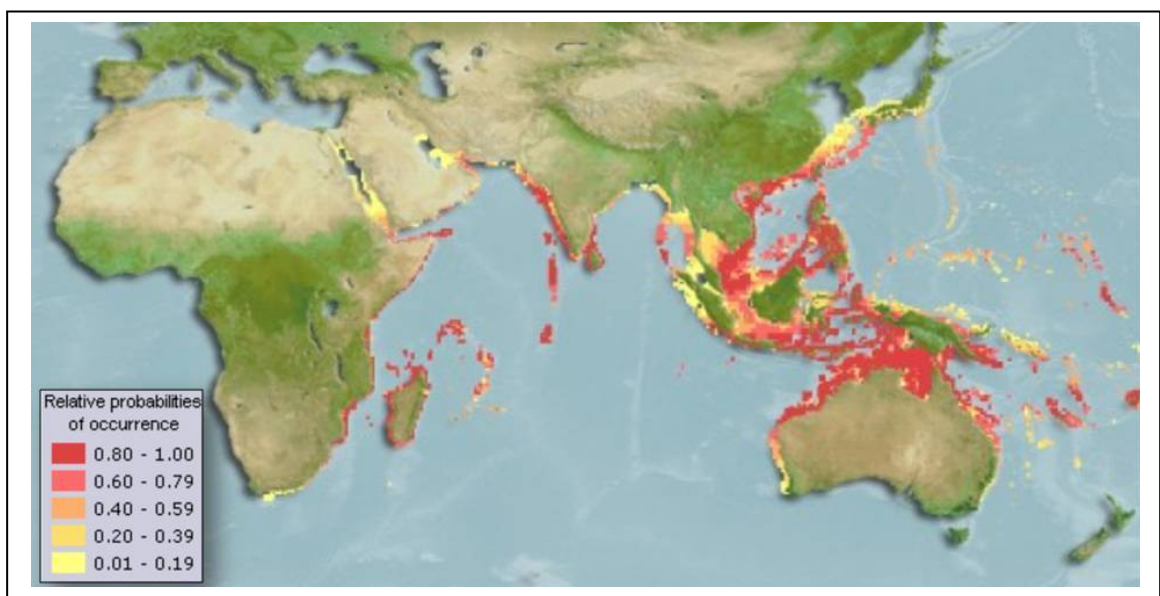 Relative probabilities
of occurrence
0.80 - 1.00
0.60 - 0.79
0.40 - 0.59
0.20 - 0.39
0.01 - 0.19